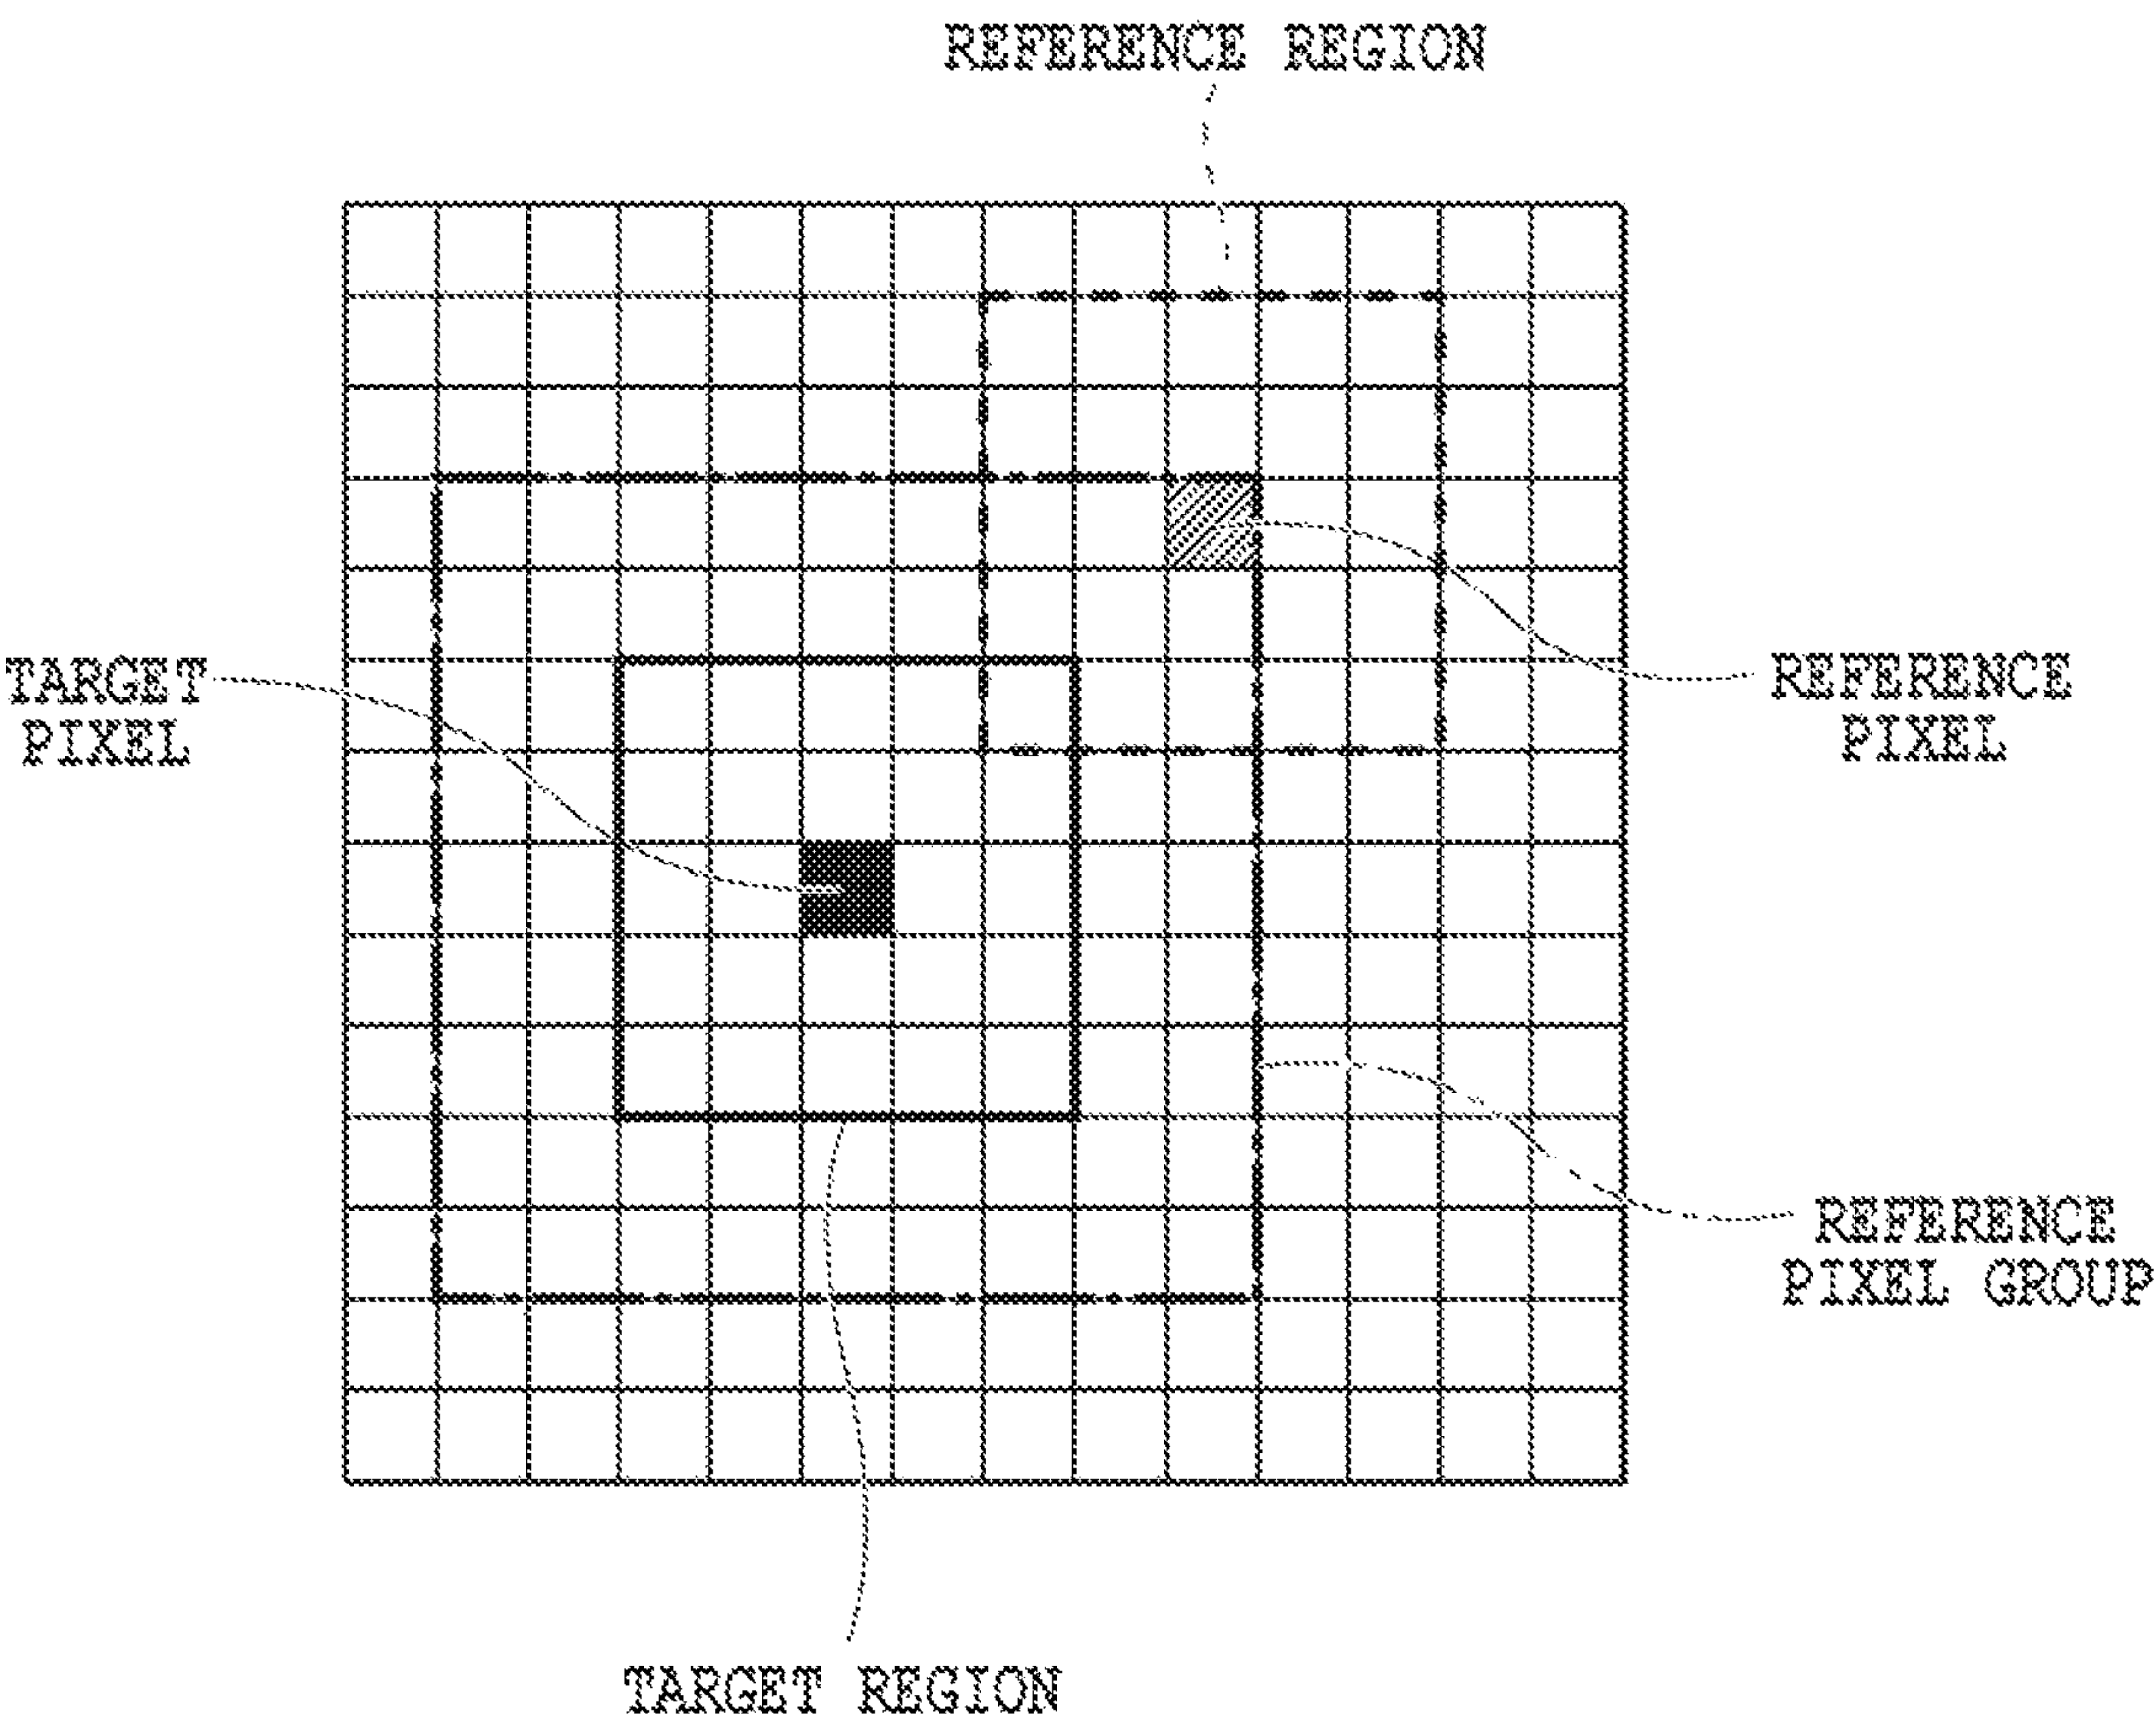 REFERENCE REGION
TARGET
PIXEL
REFERENCE
PIXEL
REFERENCE
PIXEL GROUP
TARGET REGION